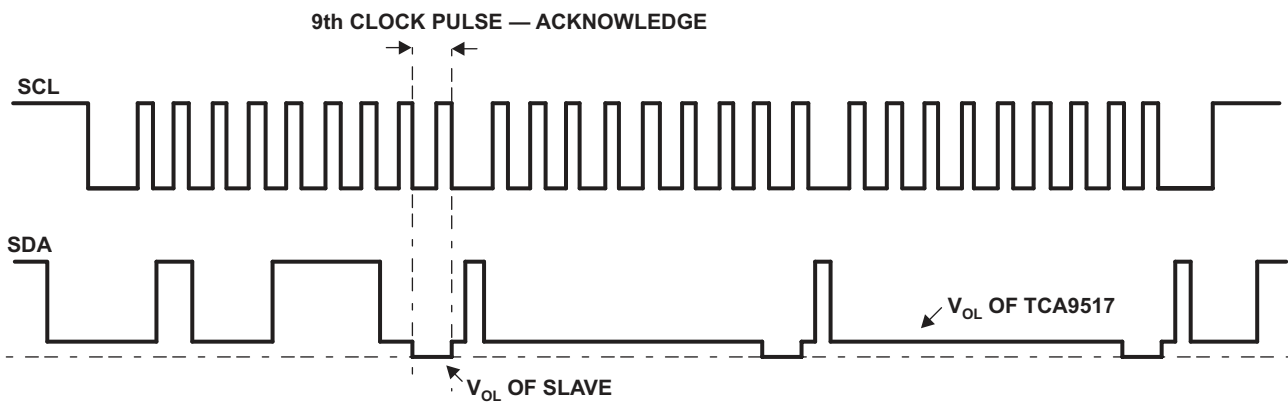 9th CLOCK PULSE — ACKNOWLEDGE
SCL
SDA
VOL OF TCA9517
VOL OF SLAVE